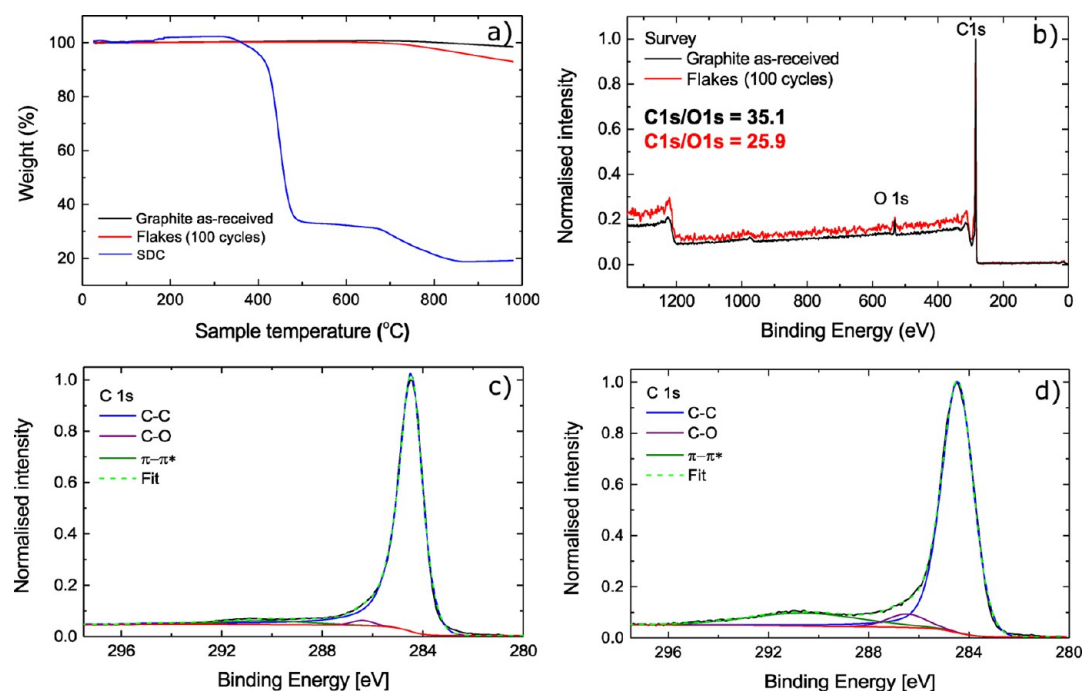 a)
Weight (%)
100
80
60
40
20
Graphite as-received
Flakes (100 cycles)
SDC
0 200 400 600 800 1000
Sample temperature (°C)
b)
Normalised intensity
1.0
0.8
0.6
0.4
0.2
0.0
Survey
Graphite as-received
Flakes (100 cycles)
C1s/O1s = 35.1
C1s/O1s = 25.9
C1s
O 1s
1200 1000 800 600 400 200 0
Binding Energy (eV)
c)
Normalised intensity
1.0
0.8
0.6
0.4
0.2
0.0
C 1s
C-C
C-O
π–π*
Fit
296 292 288 284 280
Binding Energy [eV]
d)
Normalised intensity
1.0
0.8
0.6
0.4
0.2
0.0
C 1s
C-C
C-O
π–π*
Fit
296 292 288 284 280
Binding Energy [eV]